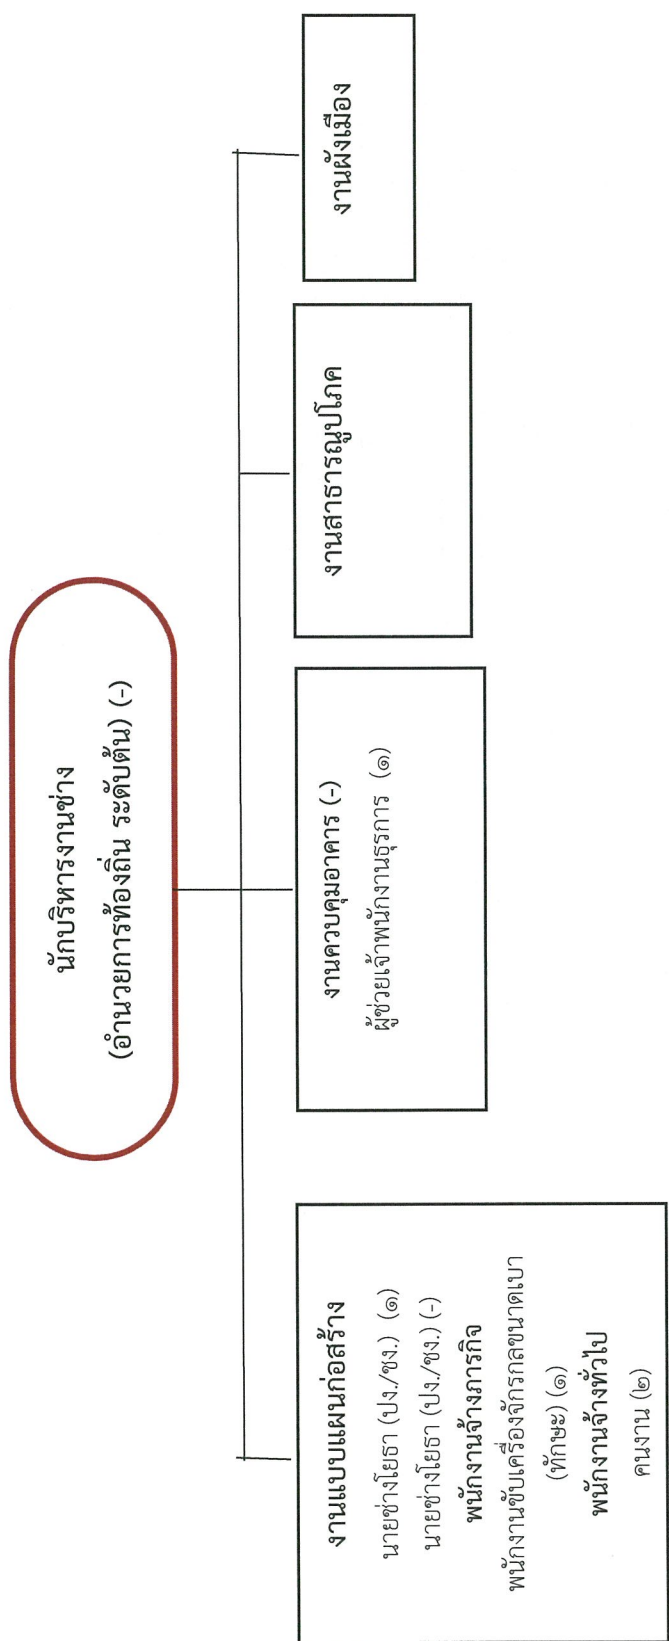 นักบริหารงานช่าง
(อำนวยการท้องถิ่น ระดับต้น) (-)
งานแบบแผนก่อสร้าง
นายช่างโยธา (ปง./ชง.) (๑)
นายช่างโยธา (ปง./ชง.) (-)
พนักงานจ้างภารกิจ
พนักงานขับเครื่องจักรกลขนาดเบา
(ทักษะ) (๑)
พนักงานจ้างทั่วไป
คนงาน (๒)
งานควบคุมอาคาร (-)
ผู้ช่วยเจ้าพนักงานธุรการ (๑)
งานสาธารณูปโภค
งานผังเมือง